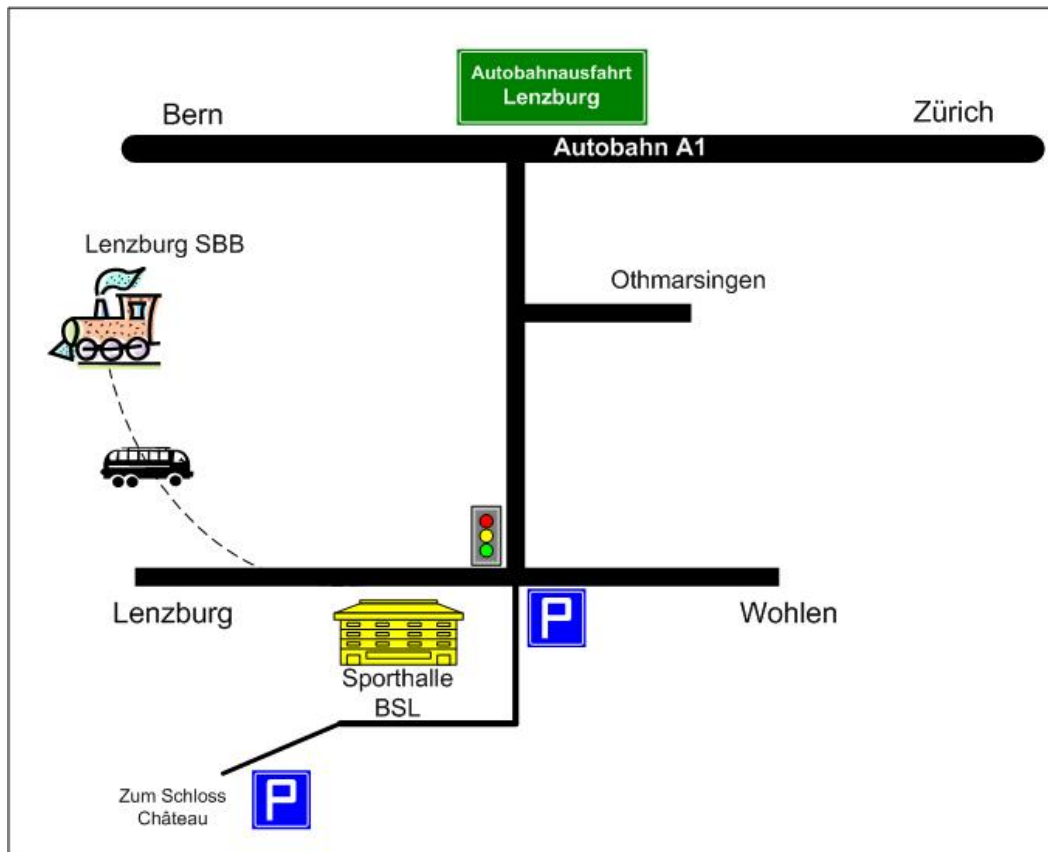 Autobahnausfahrt
Lenzburg
Bern
Zürich
Autobahn A1
Lenzburg SBB
Othmarsingen
Lenzburg
P
Wohlen
Sporthalle
BSL
Zum Schloss
Château
P